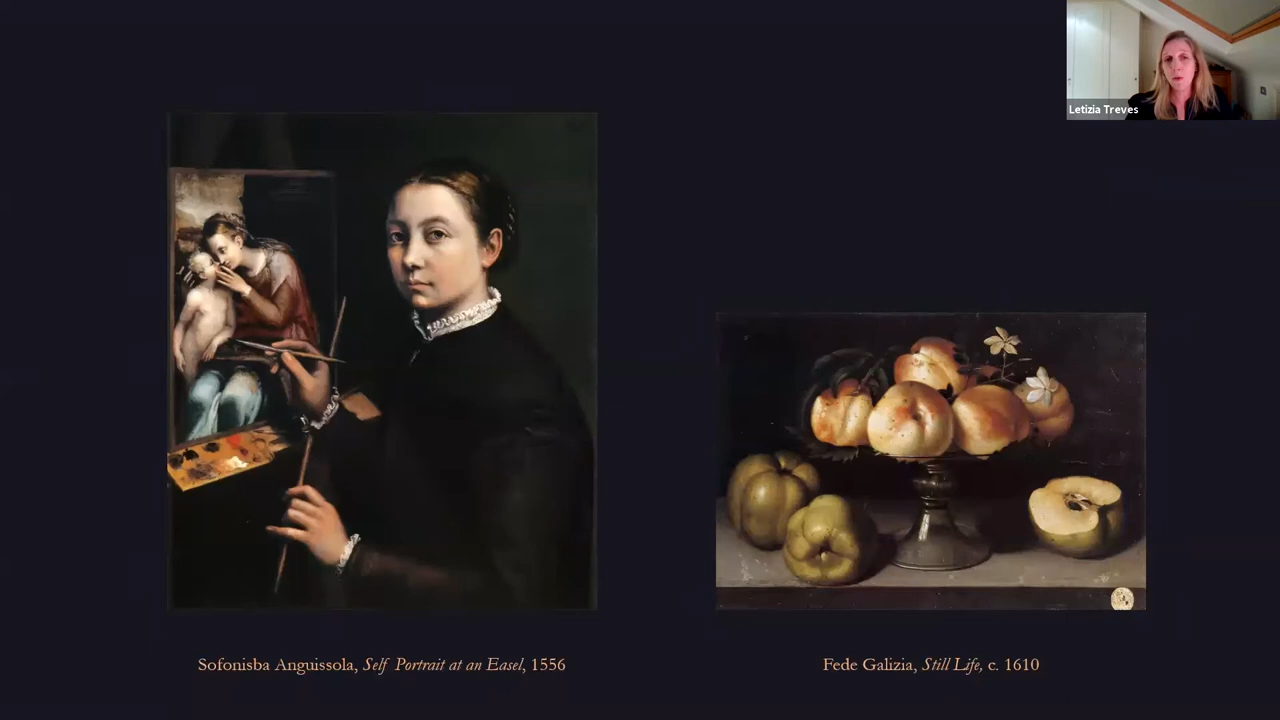 Letizia Treves
Sofonisba Anguissola, Self Portrait at an Easel, 1556
Fede Galizia, Still Life, c. 1610